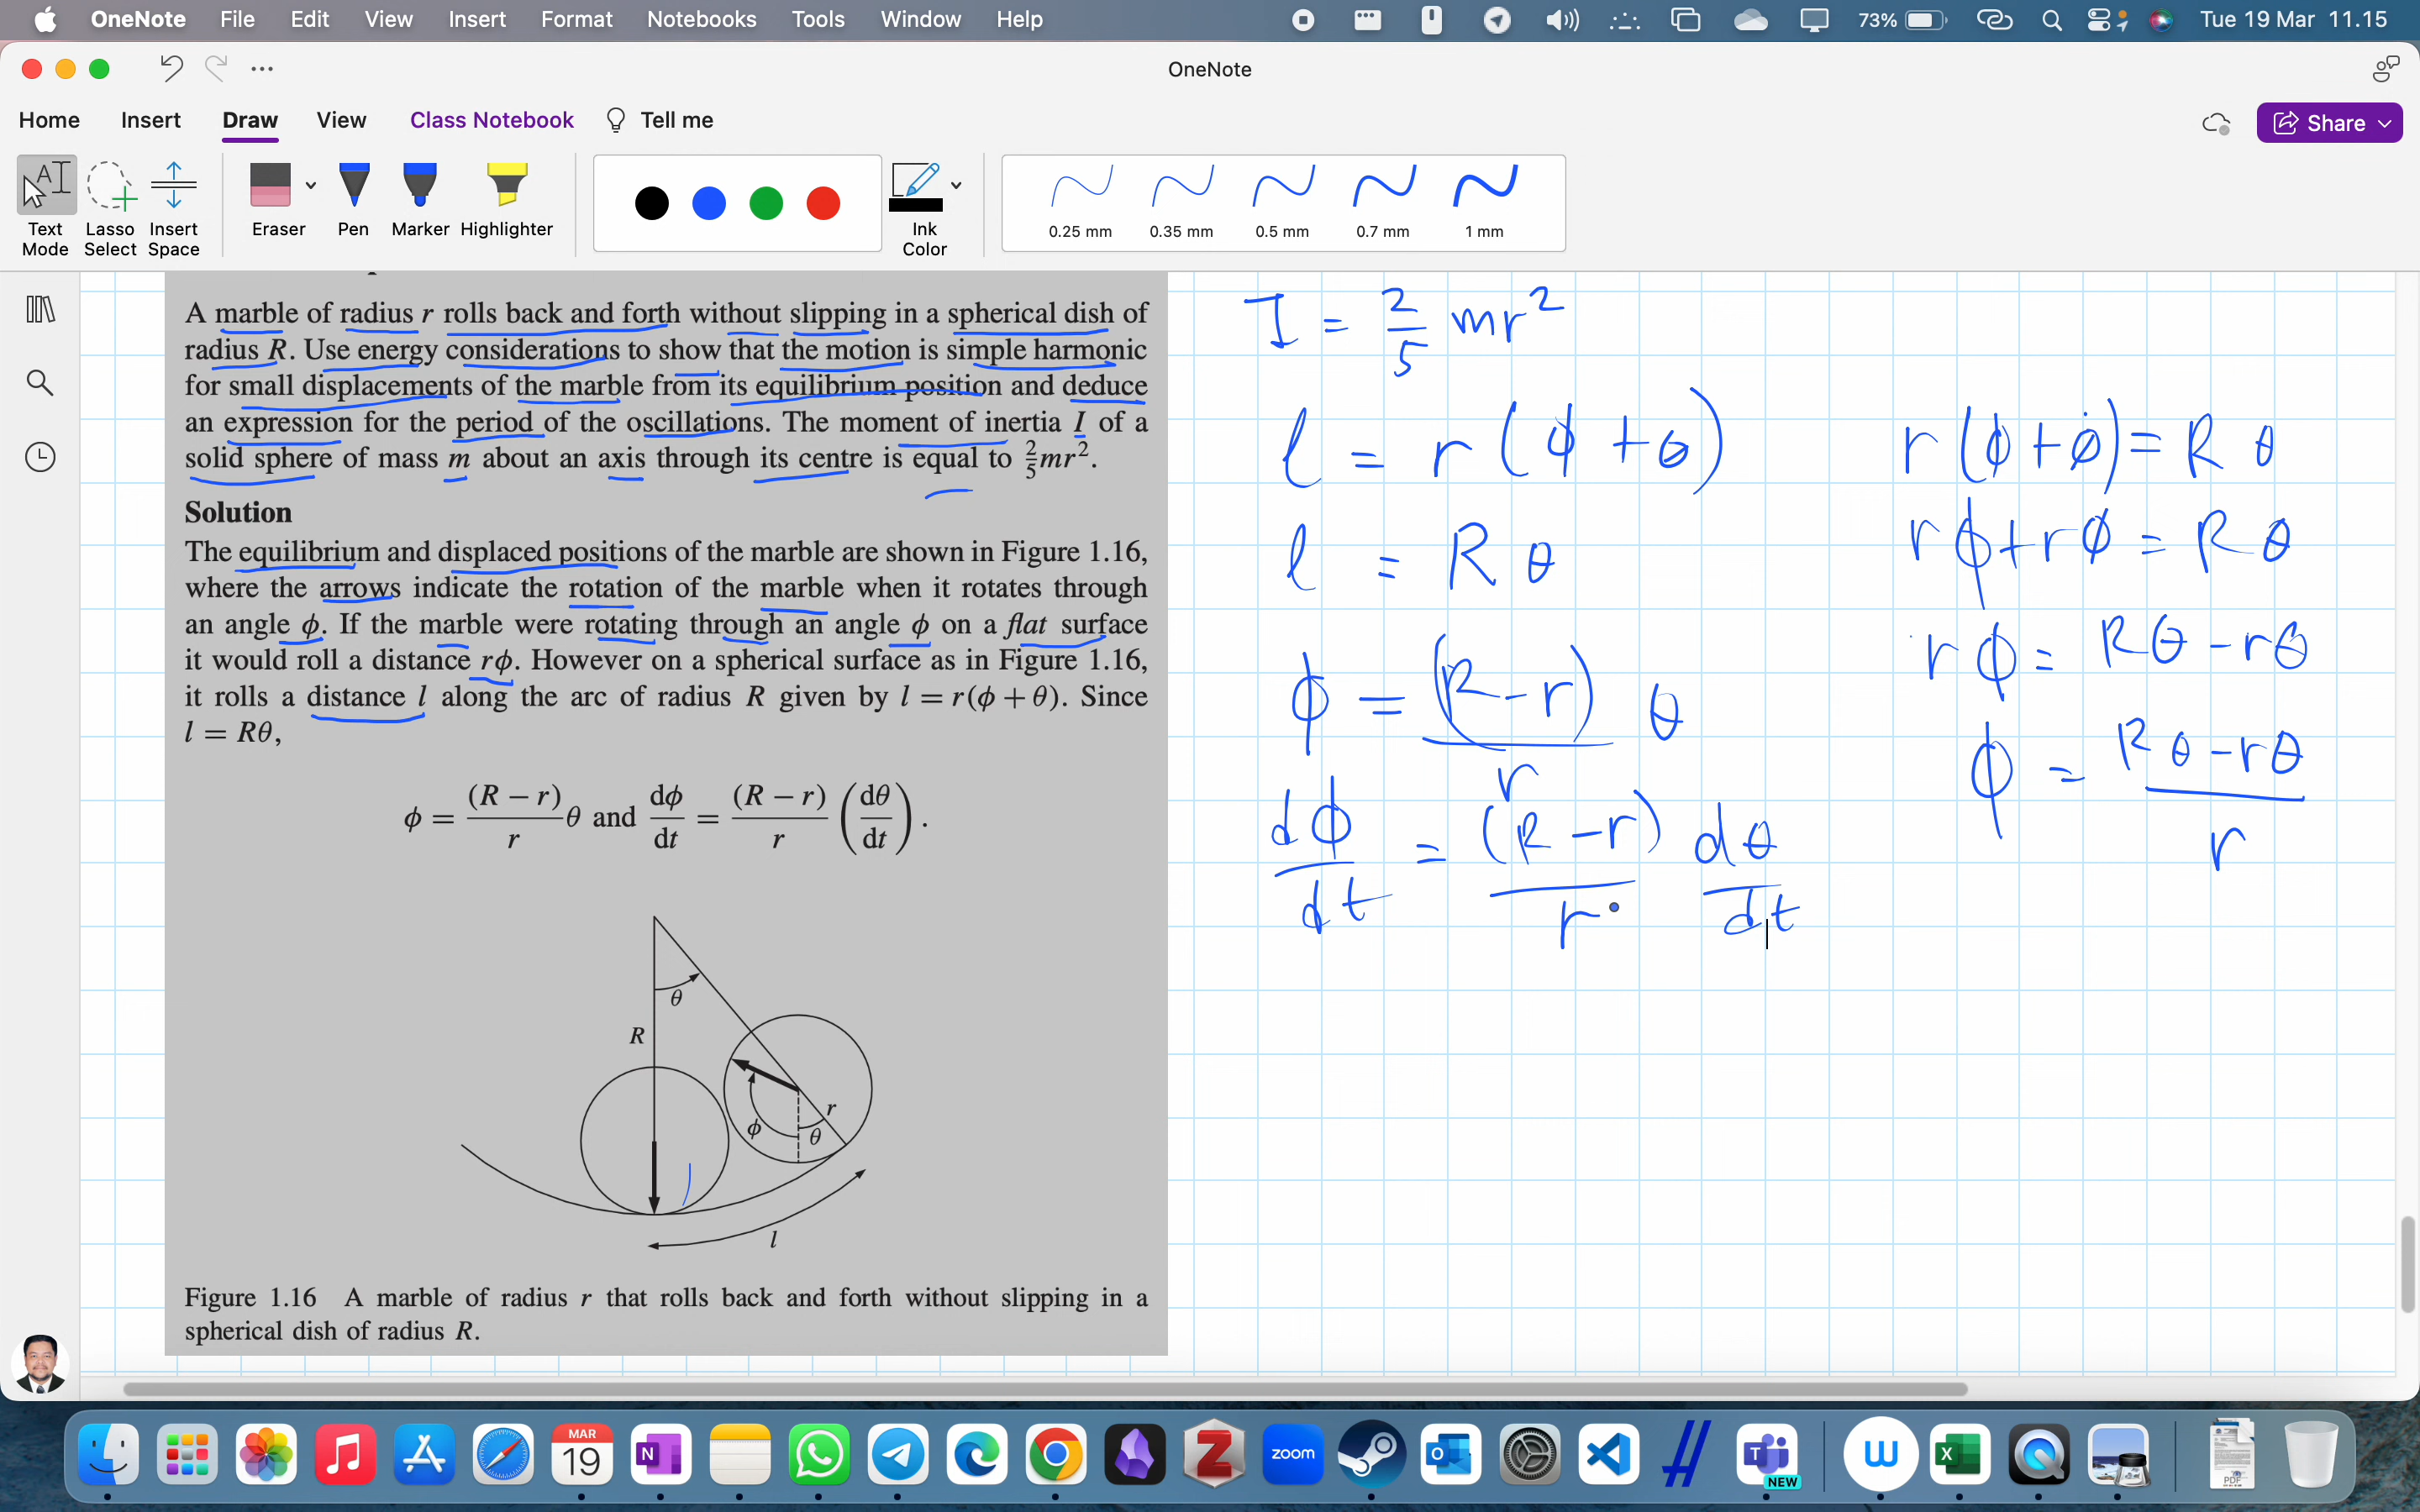 OneNote File Edit View Insert Format Notebooks Tools Window Help 73% Tue 19 Mar 11.15
OneNote
Home Insert Draw View Class Notebook Tell me Share
Text Mode Lasso Select Insert Space Eraser Pen Marker Highlighter Ink Color 0.25 mm 0.35 mm 0.5 mm 0.7 mm 1 mm
A marble of radius r rolls back and forth without slipping in a spherical dish of
radius R. Use energy considerations to show that the motion is simple harmonic
for small displacements of the marble from its equilibrium position and deduce
an expression for the period of the oscillations. The moment of inertia I of a
solid sphere of mass m about an axis through its centre is equal to 2/5 mr².
Solution
The equilibrium and displaced positions of the marble are shown in Figure 1.16,
where the arrows indicate the rotation of the marble when it rotates through
an angle ϕ. If the marble were rotating through an angle ϕ on a flat surface
it would roll a distance rϕ. However on a spherical surface as in Figure 1.16,
it rolls a distance l along the arc of radius R given by l = r(ϕ + θ). Since
l = Rθ,
ϕ = (R − r)/r θ and dϕ/dt = (R − r)/r (dθ/dt).
θ
R
r
ϕ θ
l
Figure 1.16 A marble of radius r that rolls back and forth without slipping in a
spherical dish of radius R.
I = 2/5 mr²
l = r(ϕ + θ)
l = Rθ
ϕ = (R − r)/r θ
dϕ/dt = (R − r)/r dθ/dt
r(ϕ + θ) = Rθ
rϕ + rθ = Rθ
rϕ = Rθ − rθ
ϕ = Rθ − rθ / r
MAR
19
N
zoom
O
T
NEW
W
X
PDF